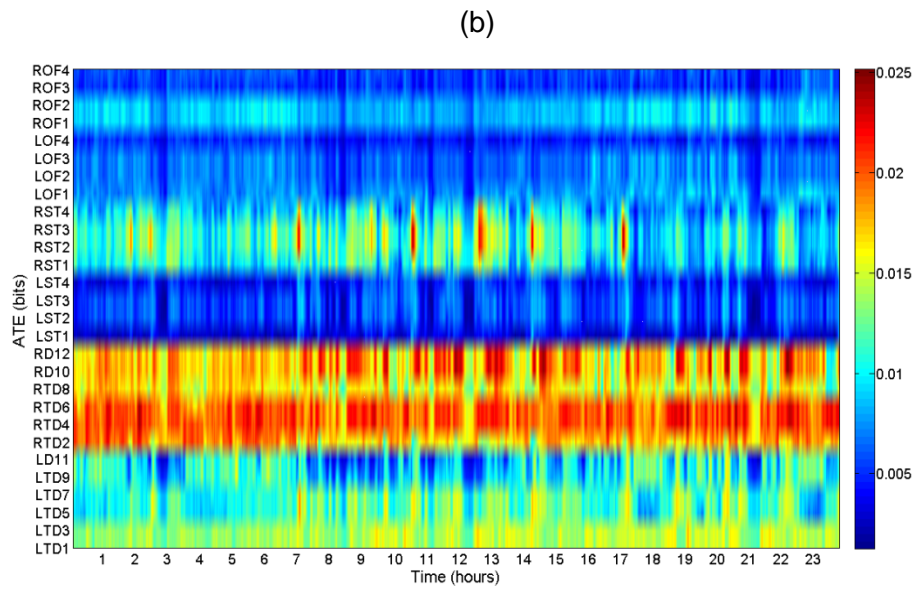 (b)
ROF4
ROF3
ROF2
ROF1
LOF4
LOF3
LOF2
LOF1
RST4
RST3
RST2
RST1
LST4
LST3
LST2
LST1
RD12
RD10
RTD8
RTD6
RTD4
RTD2
LD11
LTD9
LTD7
LTD5
LTD3
LTD1
ATE (bits)
1 2 3 4 5 6 7 8 9 10 11 12 13 14 15 16 17 18 19 20 21 22 23
Time (hours)
0.025
0.02
0.015
0.01
0.005